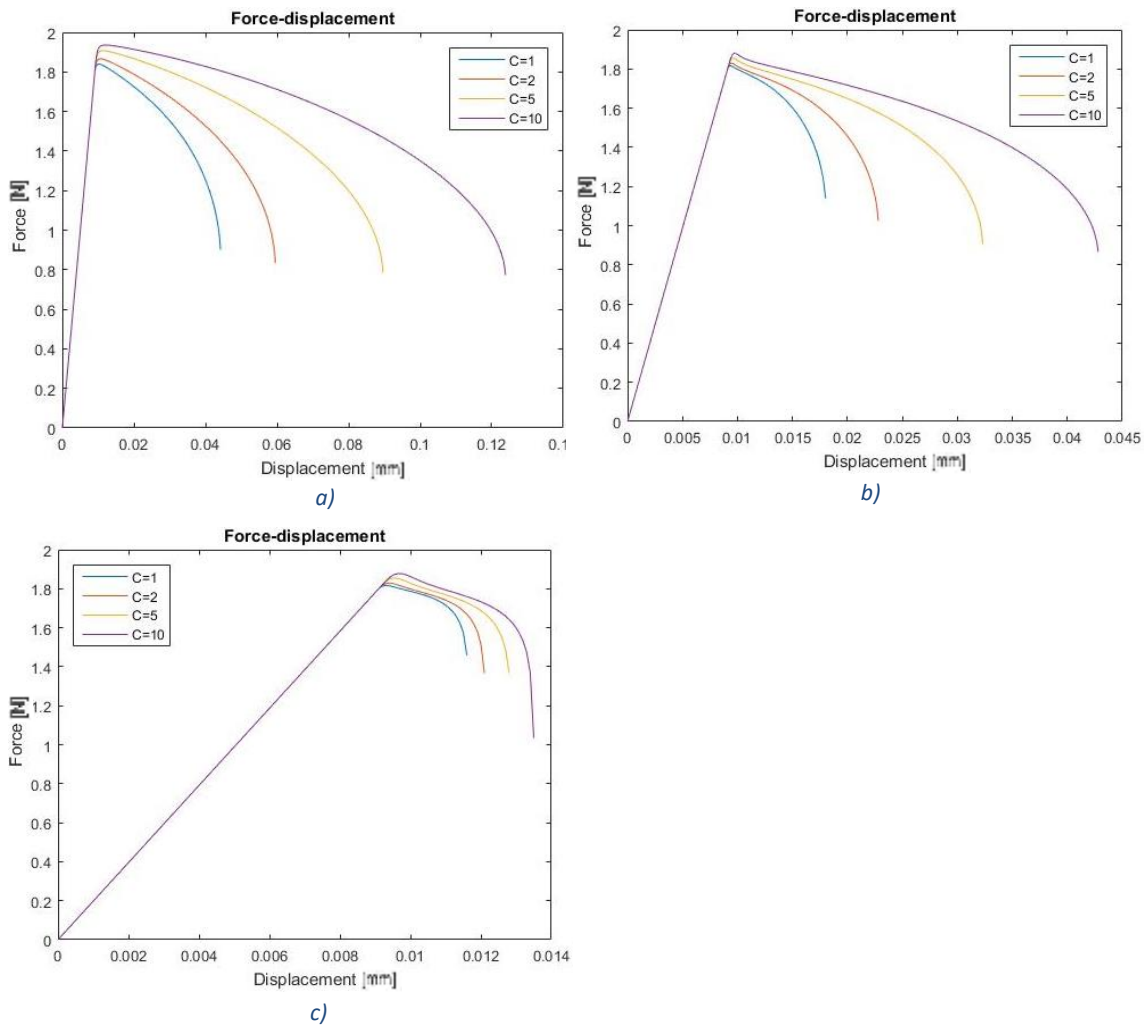 Force-displacement
2
1.8
1.6
1.4
1.2
1
0.8
0.6
0.4
0.2
0
Force [N]
C=1
C=2
C=5
C=10
0 0.02 0.04 0.06 0.08 0.1 0.12 0.1
Displacement [mm]
a)
Force-displacement
2
1.8
1.6
1.4
1.2
1
0.8
0.6
0.4
0.2
0
Force [N]
C=1
C=2
C=5
C=10
0 0.005 0.01 0.015 0.02 0.025 0.03 0.035 0.04 0.045
Displacement [mm]
b)
Force-displacement
2
1.8
1.6
1.4
1.2
1
0.8
0.6
0.4
0.2
0
Force [N]
C=1
C=2
C=5
C=10
0 0.002 0.004 0.006 0.008 0.01 0.012 0.014
Displacement [mm]
c)